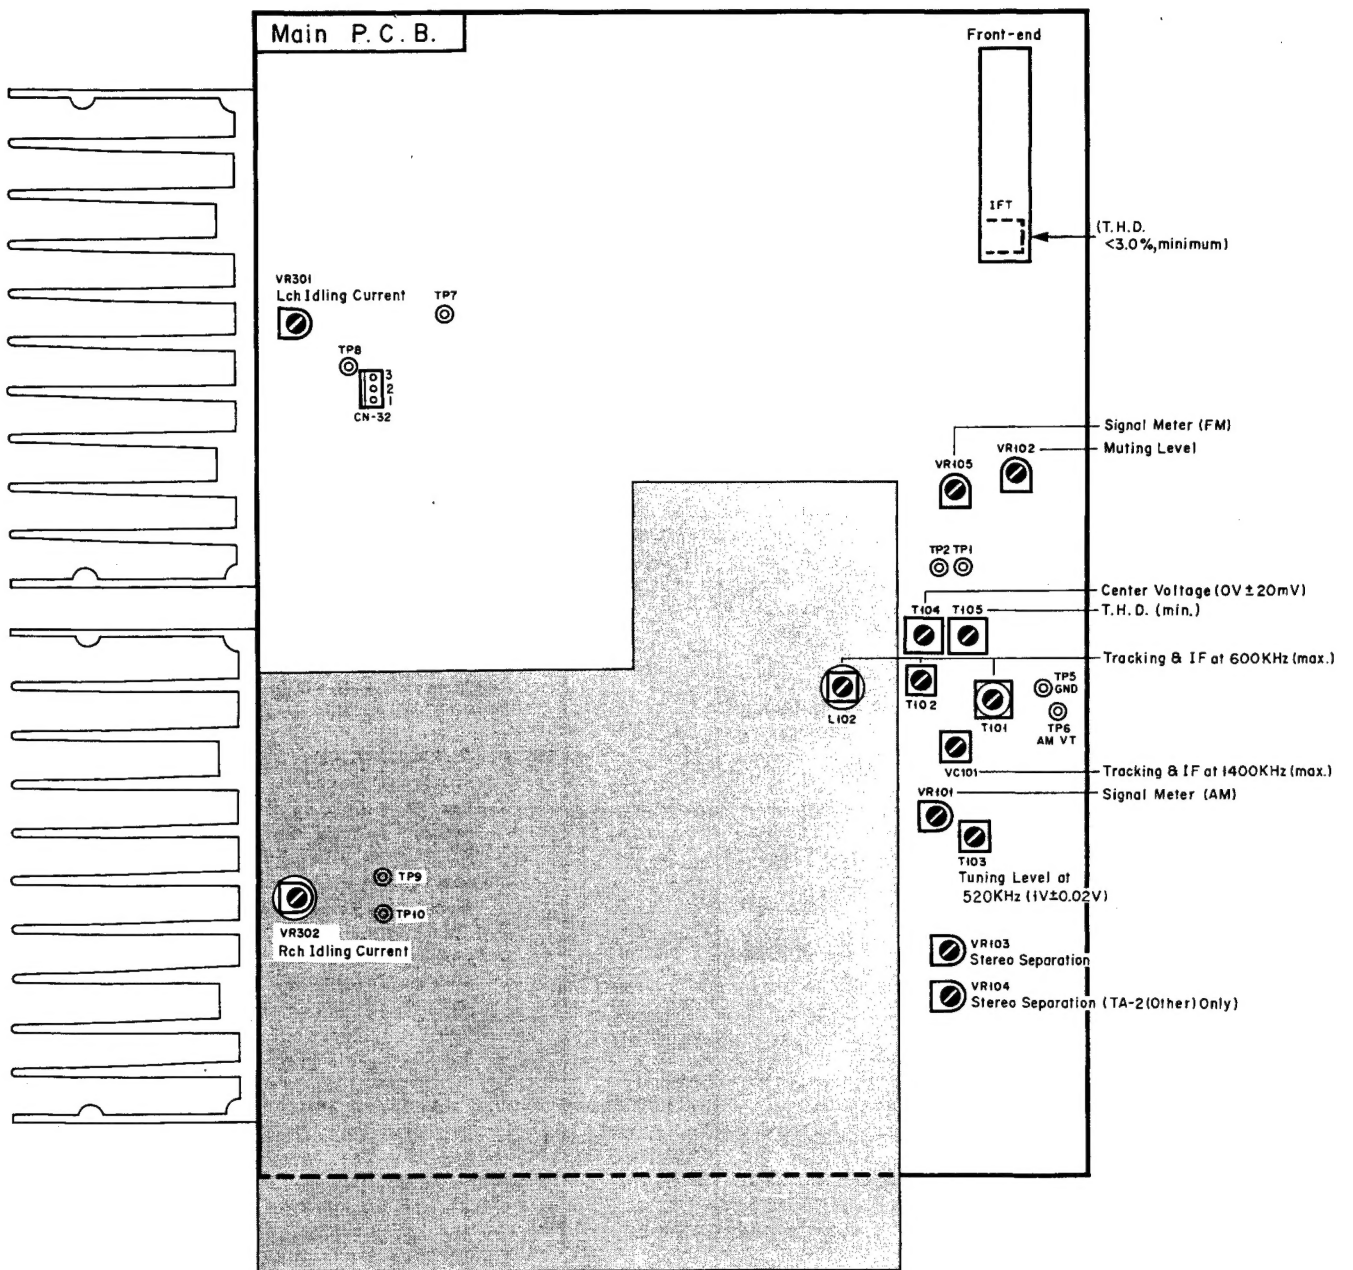 Main P.C.B.
Front-end
IFT
(T.H.D.
<3.0%,minimum)
VR301
Lch Idling Current
TP7
TP8
3
2
1
CN-32
Signal Meter (FM)
VR102
Muting Level
VR105
TP2 TP1
Center Voltage (0V±20mV)
T104 T105
T.H.D. (min.)
Tracking & IF at 600KHz (max.)
TP5
GND
L102
T102
T101
TP6
AM VT
VC101
Tracking & IF at 1400KHz (max.)
VR101
Signal Meter (AM)
T103
Tuning Level at
520KHz (1V±0.02V)
TP9
TP10
VR302
Rch Idling Current
VR103
Stereo Separation
VR104
Stereo Separation (TA-2(Other) Only)